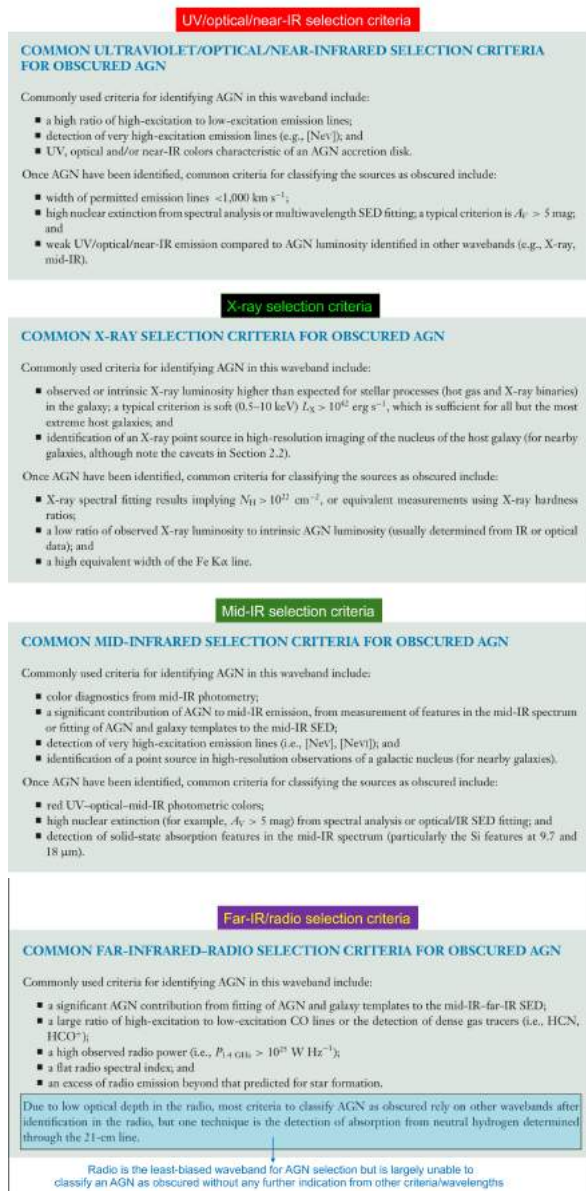 UV/optical/near-IR selection criteria
COMMON ULTRAVIOLET/OPTICAL/NEAR-INFRARED SELECTION CRITERIA
FOR OBSCURED AGN
Commonly used criteria for identifying AGN in this waveband include:
■ a high ratio of high-excitation to low-excitation emission lines;
■ detection of very high-excitation emission lines (e.g., [NeV]); and
■ UV, optical and/or near-IR colors characteristic of an AGN accretion disk.
Once AGN have been identified, common criteria for classifying the sources as obscured include:
■ width of permitted emission lines <1,000 km s⁻¹;
■ high nuclear extinction from spectral analysis or multiwavelength SED fitting; a typical criterion is A_V > 5 mag;
and
■ weak UV/optical/near-IR emission compared to AGN luminosity identified in other wavebands (e.g., X-ray,
mid-IR).
X-ray selection criteria
COMMON X-RAY SELECTION CRITERIA FOR OBSCURED AGN
Commonly used criteria for identifying AGN in this waveband include:
■ observed or intrinsic X-ray luminosity higher than expected for stellar processes (hot gas and X-ray binaries)
in the galaxy; a typical criterion is soft (0.5–10 keV) L_X > 10⁴² erg s⁻¹, which is sufficient for all but the most
extreme host galaxies; and
■ identification of an X-ray point source in high-resolution imaging of the nucleus of the host galaxy (for nearby
galaxies, although note the caveats in Section 2.2).
Once AGN have been identified, common criteria for classifying the sources as obscured include:
■ X-ray spectral fitting results implying N_H > 10²² cm⁻², or equivalent measurements using X-ray hardness
ratios;
■ a low ratio of observed X-ray luminosity to intrinsic AGN luminosity (usually determined from IR or optical
data); and
■ a high equivalent width of the Fe Kα line.
Mid-IR selection criteria
COMMON MID-INFRARED SELECTION CRITERIA FOR OBSCURED AGN
Commonly used criteria for identifying AGN in this waveband include:
■ color diagnostics from mid-IR photometry;
■ a significant contribution of AGN to mid-IR emission, from measurement of features in the mid-IR spectrum
or fitting of AGN and galaxy templates to the mid-IR SED;
■ detection of very high-excitation emission lines (i.e., [NeV], [NeVI]); and
■ identification of a point source in high-resolution observations of a galactic nucleus (for nearby galaxies).
Once AGN have been identified, common criteria for classifying the sources as obscured include:
■ red UV–optical–mid-IR photometric colors;
■ high nuclear extinction (for example, A_V > 5 mag) from spectral analysis or optical/IR SED fitting; and
■ detection of solid-state absorption features in the mid-IR spectrum (particularly the Si features at 9.7 and
18 μm).
Far-IR/radio selection criteria
COMMON FAR-INFRARED–RADIO SELECTION CRITERIA FOR OBSCURED AGN
Commonly used criteria for identifying AGN in this waveband include:
■ a significant AGN contribution from fitting of AGN and galaxy templates to the mid-IR–far-IR SED;
■ a large ratio of high-excitation to low-excitation CO lines or the detection of dense gas tracers (i.e., HCN,
HCO⁺);
■ a high observed radio power (i.e., P_1.4 GHz > 10²⁵ W Hz⁻¹);
■ a flat radio spectral index; and
■ an excess of radio emission beyond that predicted for star formation.
Due to low optical depth in the radio, most criteria to classify AGN as obscured rely on other wavebands after
identification in the radio, but one technique is the detection of absorption from neutral hydrogen determined
through the 21-cm line.
Radio is the least-biased waveband for AGN selection but is largely unable to
classify an AGN as obscured without any further indication from other criteria/wavelengths